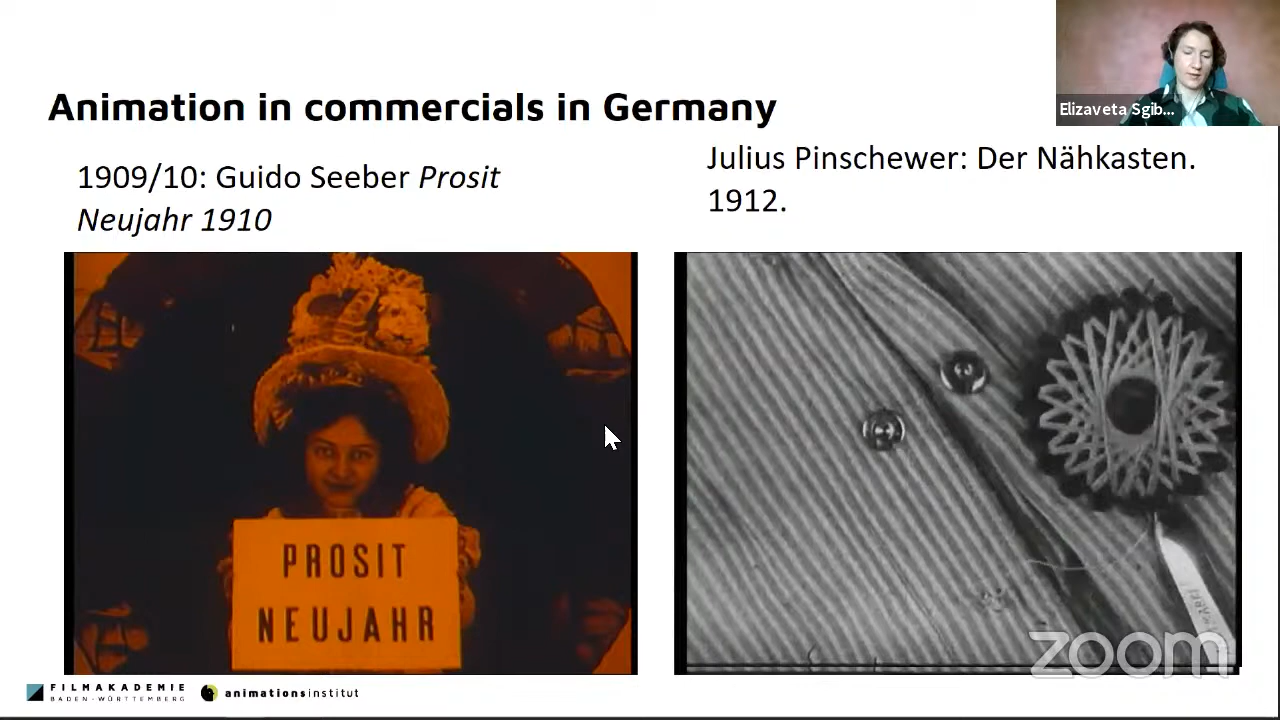 Animation in commercials in Germany
Elizaveta Sgib...
1909/10: Guido Seeber Prosit
Neujahr 1910
Julius Pinschewer: Der Nähkasten.
1912.
PROSIT
NEUJAHR
zoom
FILMAKADEMIE
BADEN-WÜRTTEMBERG
animationsinstitut